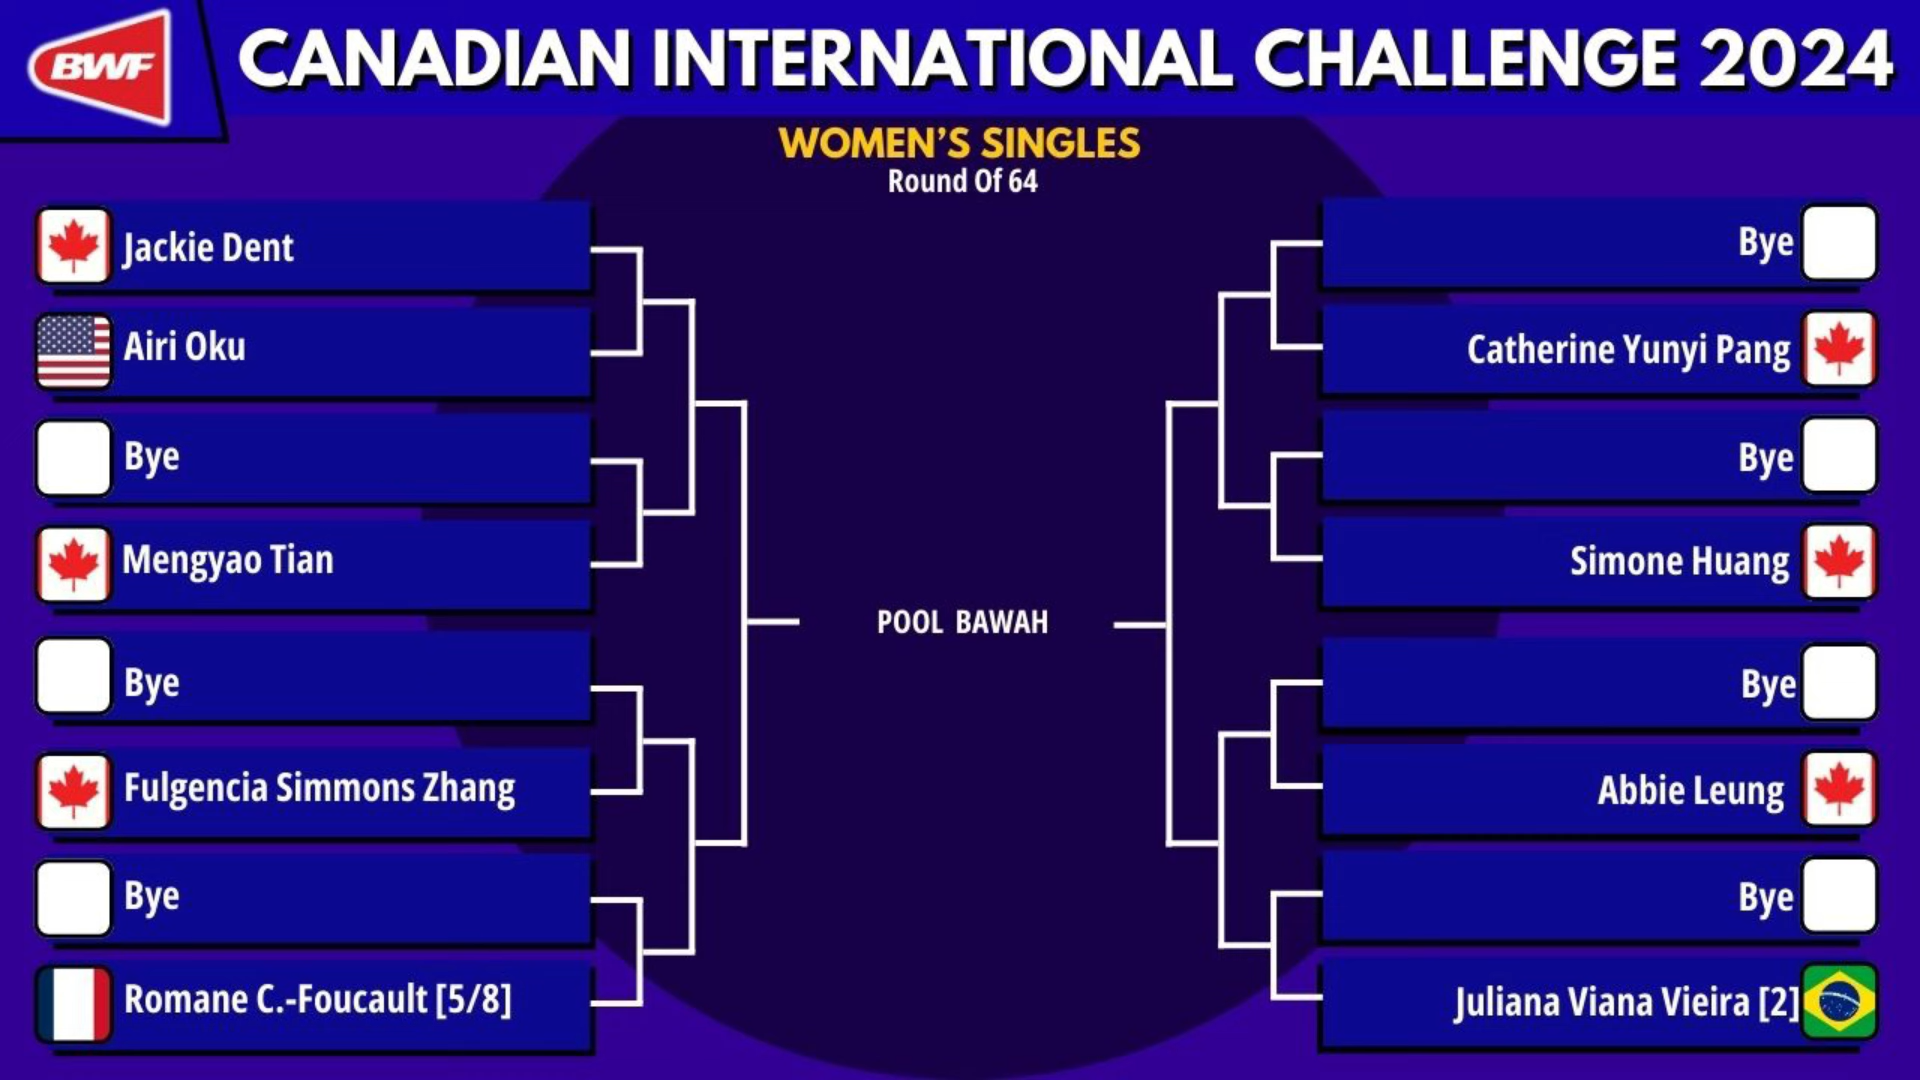 BWF
CANADIAN INTERNATIONAL CHALLENGE 2024
WOMEN'S SINGLES
Round Of 64
Jackie Dent
Airi Oku
Bye
Mengyao Tian
Bye
Fulgencia Simmons Zhang
Bye
Romane C.-Foucault [5/8]
POOL BAWAH
Bye
Catherine Yunyi Pang
Bye
Simone Huang
Bye
Abbie Leung
Bye
Juliana Viana Vieira [2]